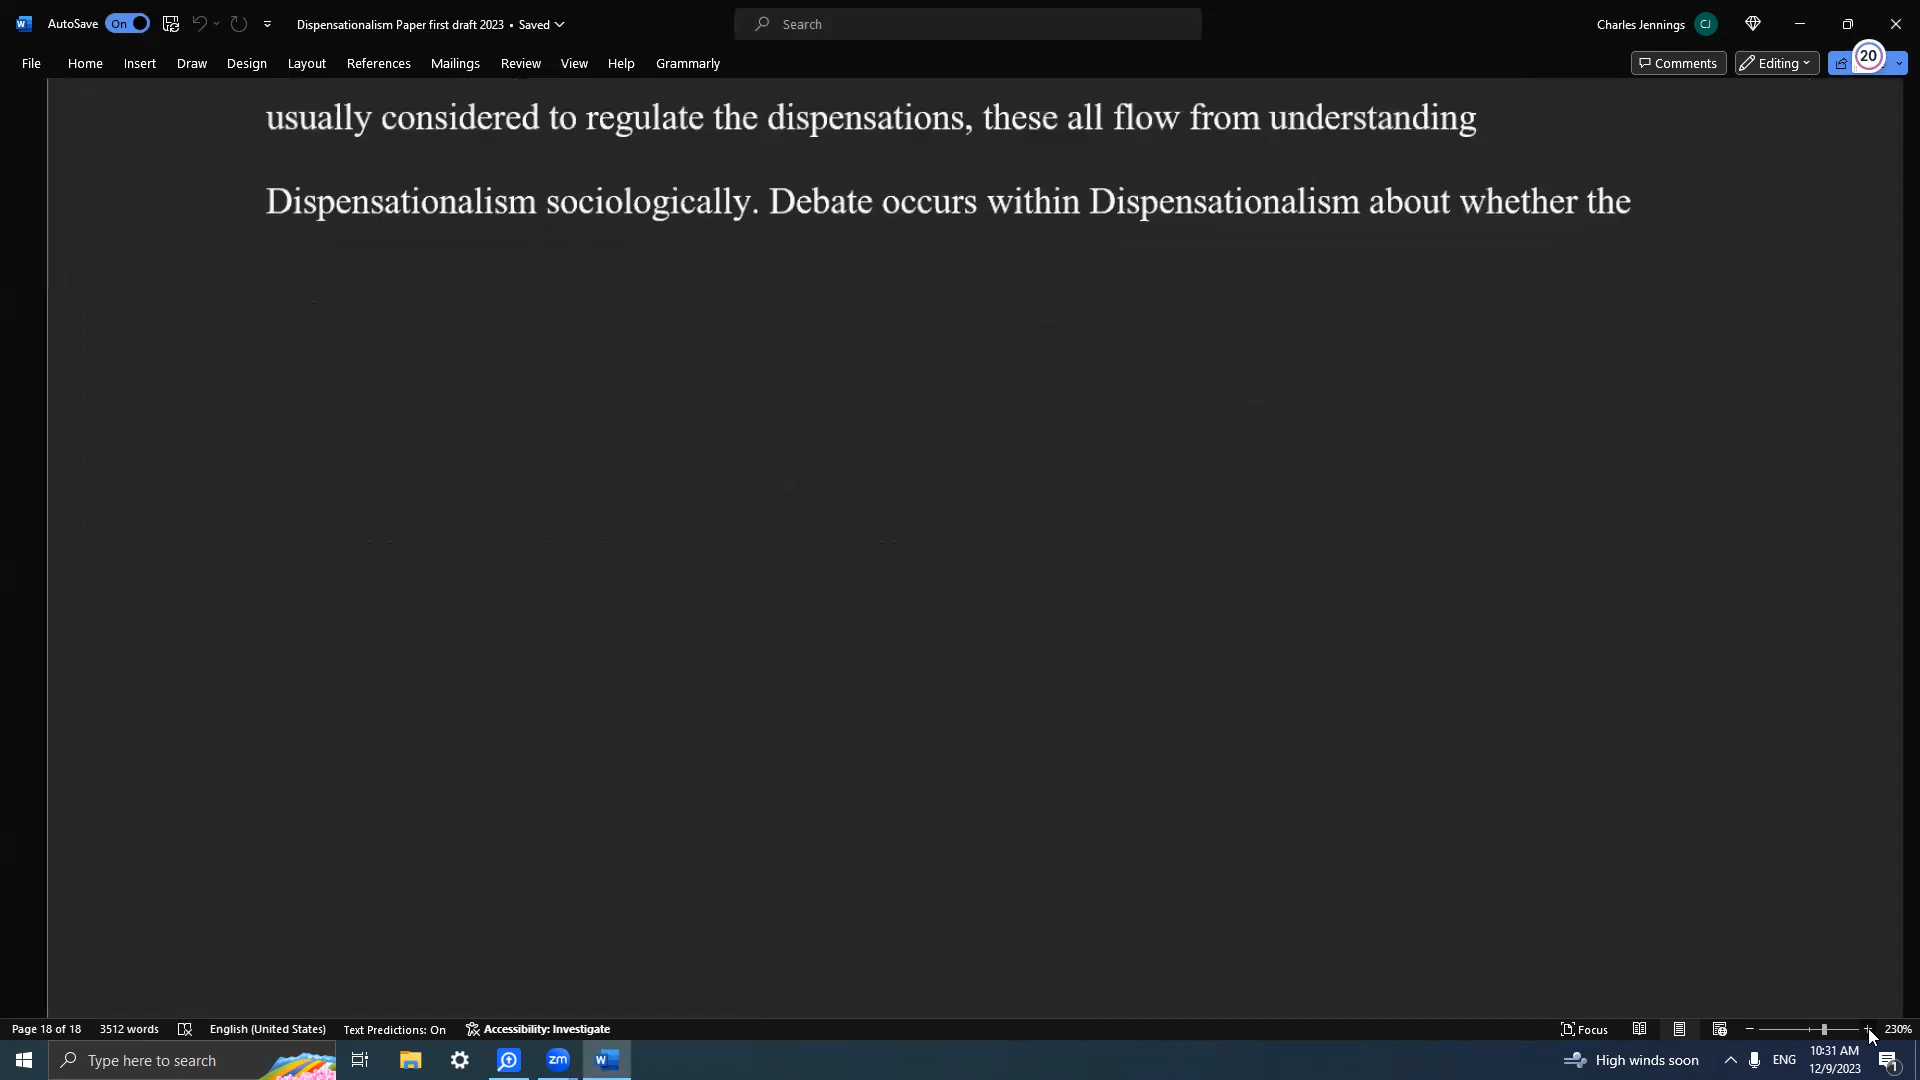 AutoSave On Dispensationalism Paper first draft 2023 • Saved Search Charles Jennings CJ
File Home Insert Draw Design Layout References Mailings Review View Help Grammarly Comments Editing 20
usually considered to regulate the dispensations, these all flow from understanding
Dispensationalism sociologically. Debate occurs within Dispensationalism about whether the
Page 18 of 18 3512 words English (United States) Text Predictions: On Accessibility: Investigate Focus 230%
Type here to search zm W High winds soon ENG 10:31 AM
12/9/2023 1